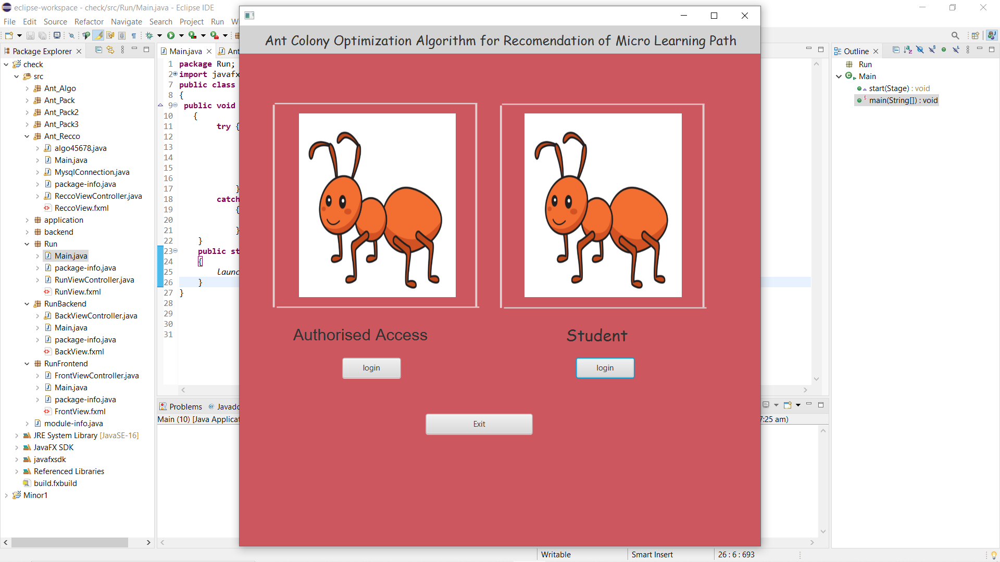 eclipse-workspace - check/src/Run/Main.java - Eclipse IDE
File Edit Source Refactor Navigate Search Project Run W
Package Explorer
check
src
Ant_Algo
Ant_Pack
Ant_Pack2
Ant_Pack3
Ant_Recco
algo45678.java
Main.java
MysqlConnection.java
package-info.java
ReccoViewController.java
ReccoView.fxml
application
backend
Run
Main.java
package-info.java
RunViewController.java
RunView.fxml
RunBackend
BackViewController.java
Main.java
package-info.java
BackView.fxml
RunFrontend
FrontViewController.java
Main.java
package-info.java
FrontView.fxml
module-info.java
JRE System Library [JavaSE-16]
JavaFX SDK
javafxsdk
Referenced Libraries
build.fxbuild
Minor1
Main.java Ant
1 package Run;
2 import javafx
7 public class
8 {
9 public void
10 {
11 try {
12
13
14
15
16
17 }
18 catch
19 {
20
21 }
22 }
23 public st
24 {
25 launc
26 }
27 }
28
29
30
31
Problems @ Javado
Main (10) [Java Applicat
7:25 am)
Ant Colony Optimization Algorithm for Recomendation of Micro Learning Path
Authorised Access
Student
login
login
Exit
Outline
Run
Main
start(Stage) : void
main(String[]) : void
Writable
Smart Insert
26 : 6 : 693